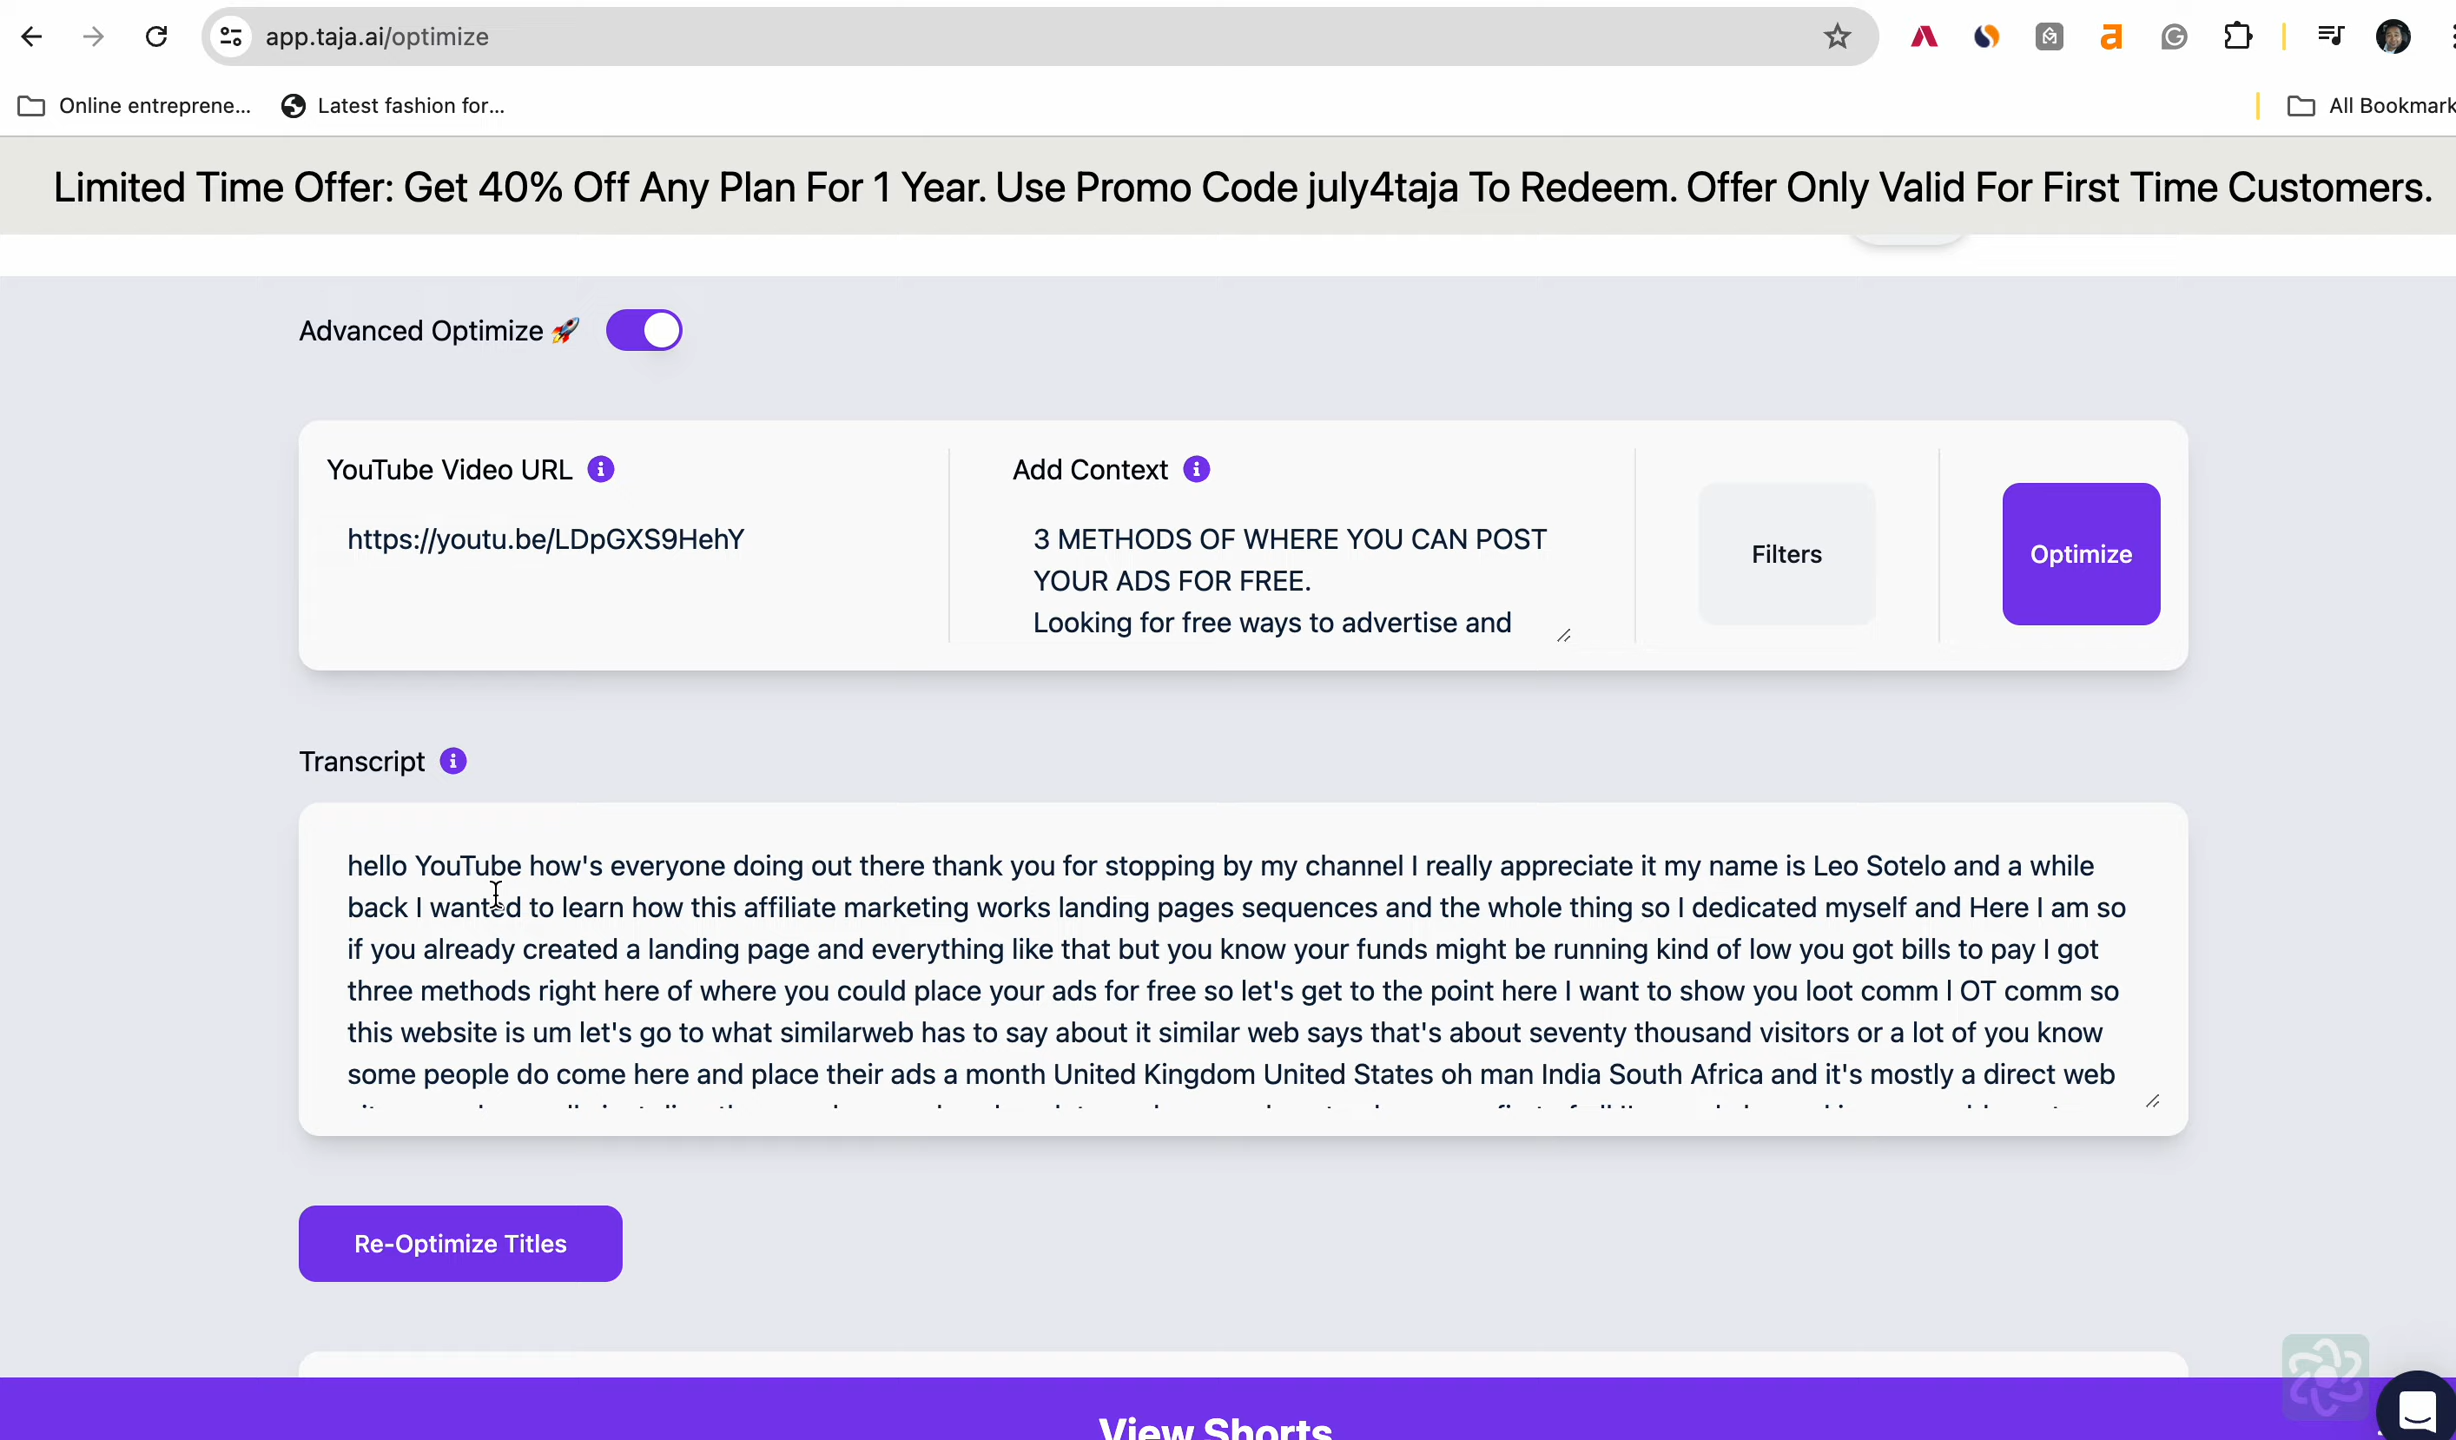 app.taja.ai/optimize
Online entreprene... Latest fashion for... All Bookmark
Limited Time Offer: Get 40% Off Any Plan For 1 Year. Use Promo Code july4taja To Redeem. Offer Only Valid For First Time Customers.
Advanced Optimize 🚀
YouTube Video URL
https://youtu.be/LDpGXS9HehY
Add Context
3 METHODS OF WHERE YOU CAN POST
YOUR ADS FOR FREE.
Looking for free ways to advertise and
Filters
Optimize
Transcript
hello YouTube how's everyone doing out there thank you for stopping by my channel I really appreciate it my name is Leo Sotelo and a while
back I wanted to learn how this affiliate marketing works landing pages sequences and the whole thing so I dedicated myself and Here I am so
if you already created a landing page and everything like that but you know your funds might be running kind of low you got bills to pay I got
three methods right here of where you could place your ads for free so let's get to the point here I want to show you loot comm l OT comm so
this website is um let's go to what similarweb has to say about it similar web says that's about seventy thousand visitors or a lot of you know
some people do come here and place their ads a month United Kingdom United States oh man India South Africa and it's mostly a direct web
Re-Optimize Titles
View Shorts